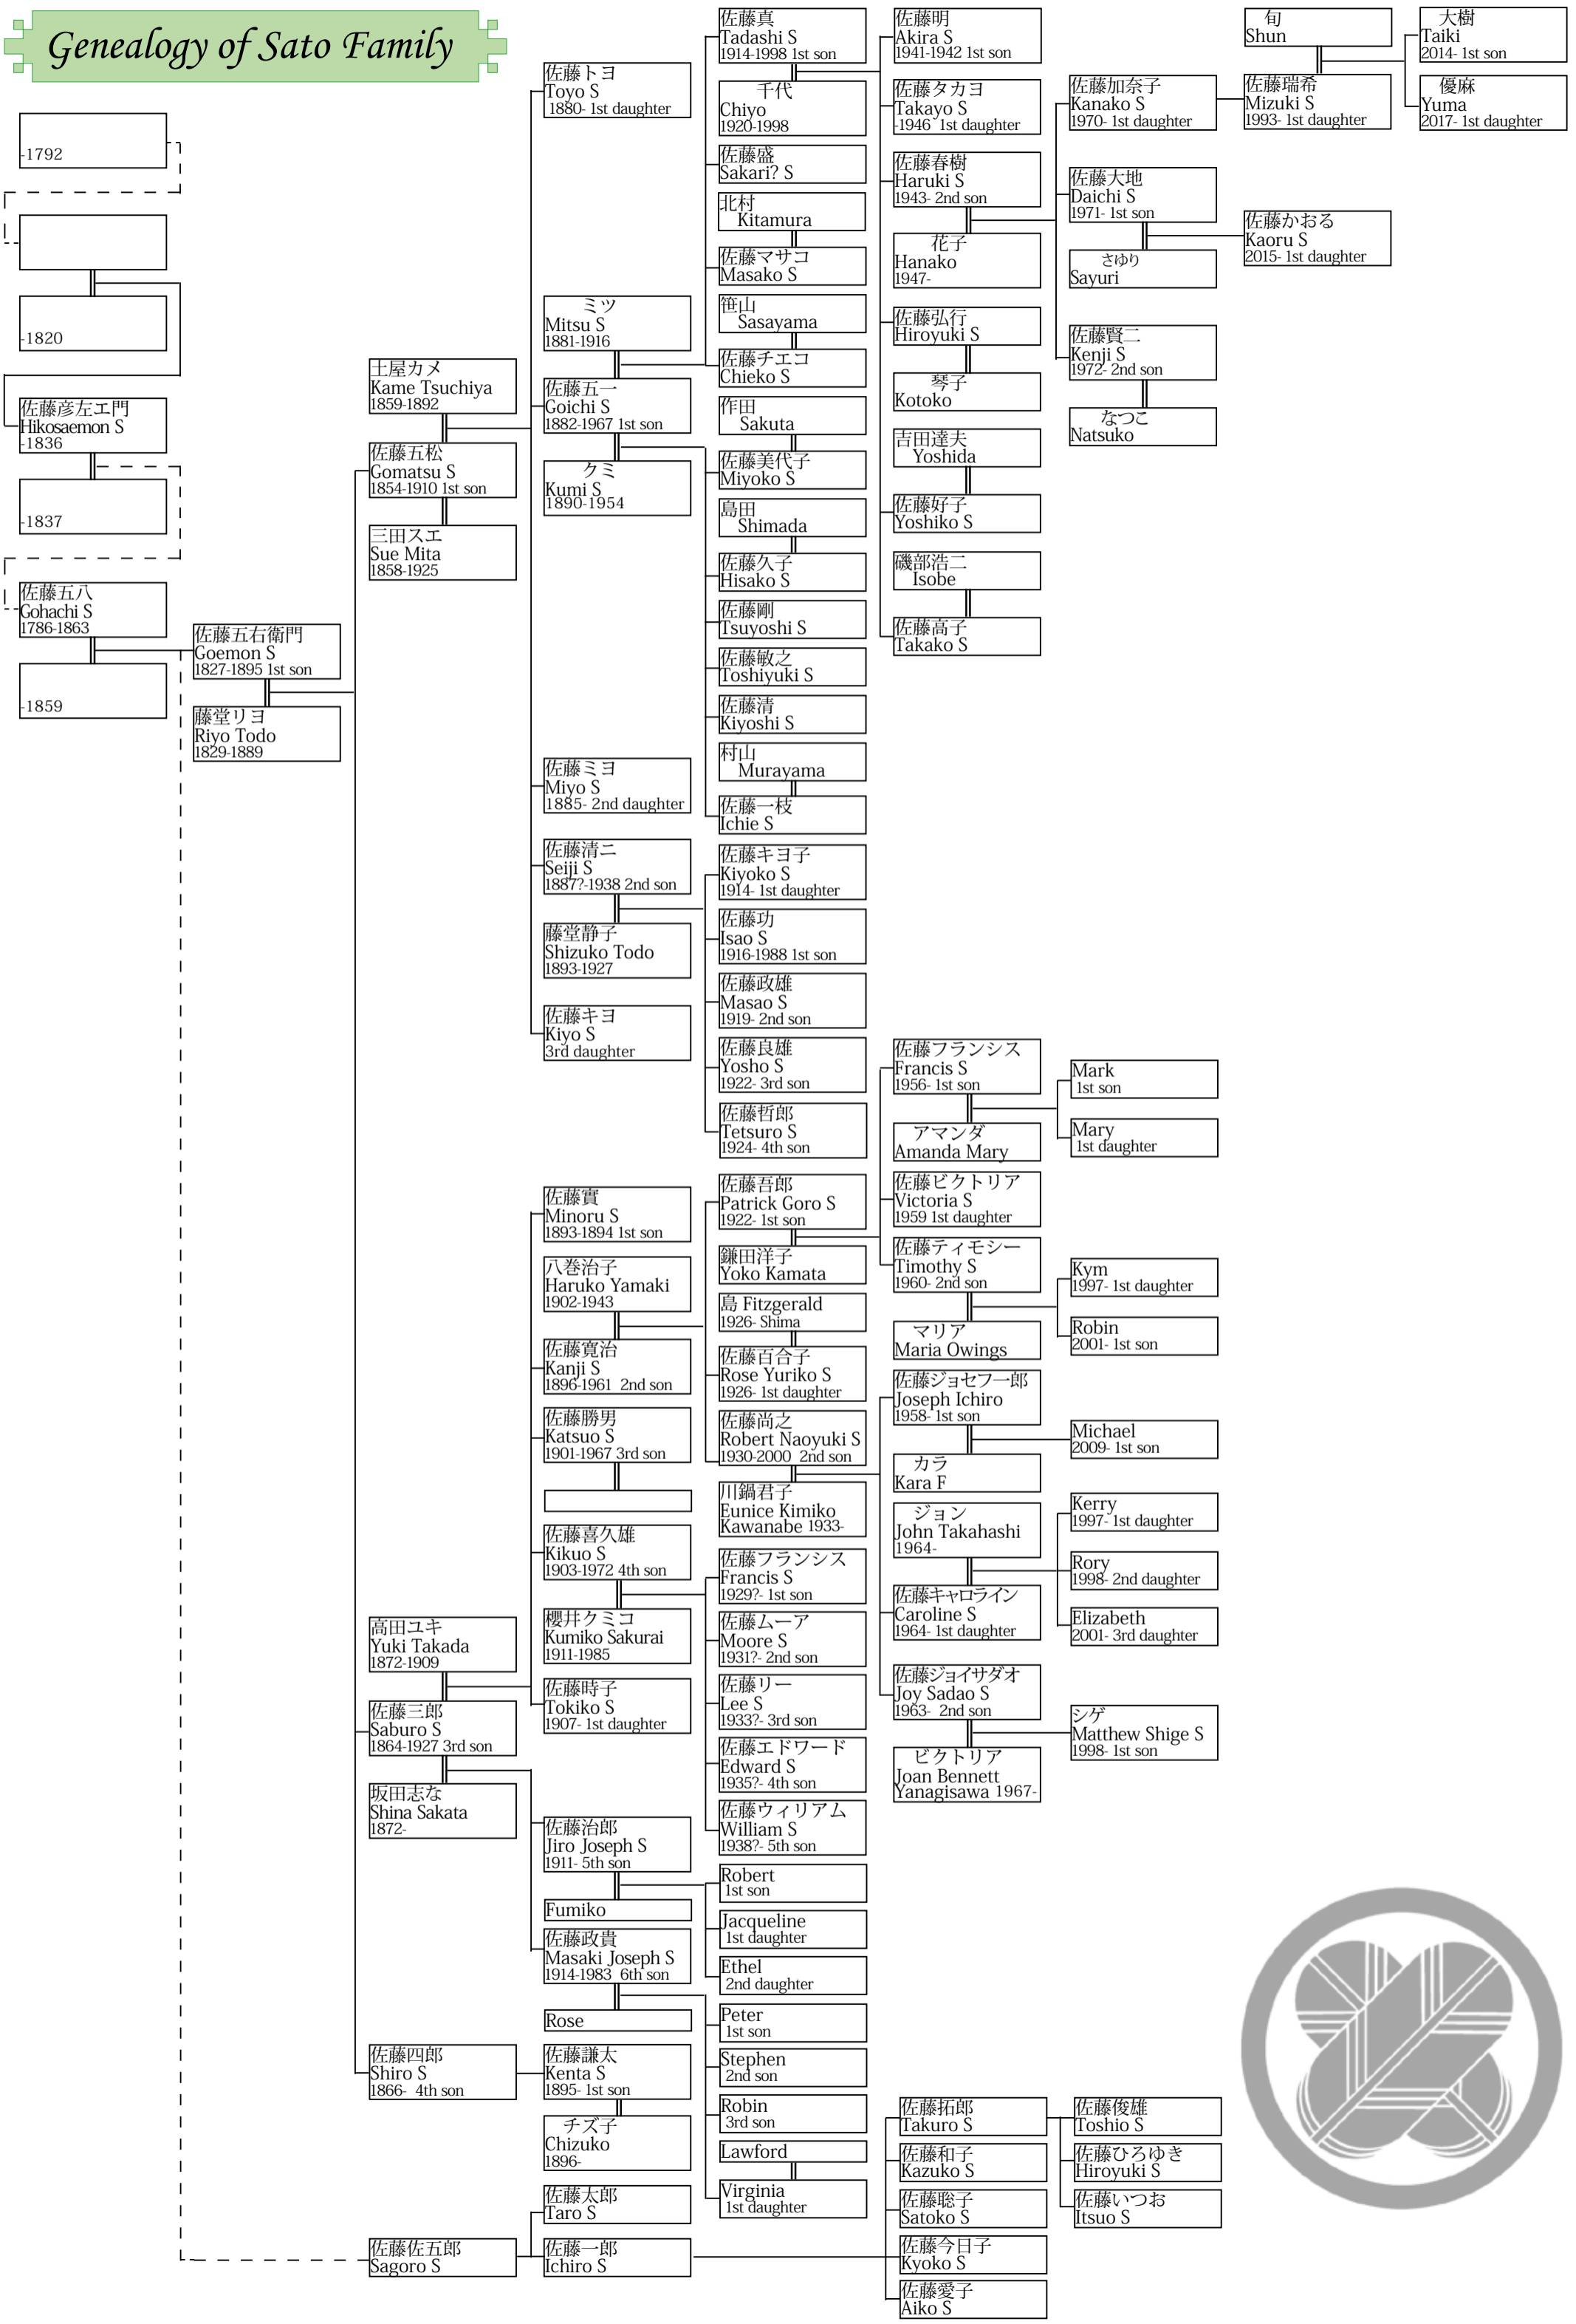 Genealogy of Sato Family
-1792
-1820
佐藤彦左エ門
Hikosaemon S
-1836
-1837
佐藤五八
Gohachi S
1786-1863
-1859
佐藤五右衛門
Goemon S
1827-1895 1st son
藤堂リヨ
Riyo Todo
1829-1889
土屋カメ
Kame Tsuchiya
1859-1892
佐藤五松
Gomatsu S
1854-1910 1st son
三田スエ
Sue Mita
1858-1925
高田ユキ
Yuki Takada
1872-1909
佐藤三郎
Saburo S
1864-1927 3rd son
坂田志な
Shina Sakata
1872-
佐藤四郎
Shiro S
1866- 4th son
佐藤佐五郎
Sagoro S
佐藤トヨ
Toyo S
1880- 1st daughter
ミツ
Mitsu S
1881-1916
佐藤五一
Goichi S
1882-1967 1st son
クミ
Kumi S
1890-1954
佐藤ミヨ
Miyo S
1885- 2nd daughter
佐藤清二
Seiji S
1887?-1938 2nd son
藤堂静子
Shizuko Todo
1893-1927
佐藤キヨ
Kiyo S
3rd daughter
佐藤實
Minoru S
1893-1894 1st son
八巻治子
Haruko Yamaki
1902-1943
佐藤寛治
Kanji S
1896-1961 2nd son
佐藤勝男
Katsuo S
1901-1967 3rd son
佐藤喜久雄
Kikuo S
1903-1972 4th son
櫻井クミコ
Kumiko Sakurai
1911-1985
佐藤時子
Tokiko S
1907- 1st daughter
佐藤治郎
Jiro Joseph S
1911- 5th son
Fumiko
佐藤政貴
Masaki Joseph S
1914-1983 6th son
Rose
佐藤謙太
Kenta S
1895- 1st son
チズ子
Chizuko
1896-
佐藤太郎
Taro S
佐藤一郎
Ichiro S
佐藤真
Tadashi S
1914-1998 1st son
千代
Chiyo
1920-1998
佐藤盛
Sakari? S
北村
Kitamura
佐藤マサコ
Masako S
笹山
Sasayama
佐藤チエコ
Chieko S
作田
Sakuta
佐藤美代子
Miyoko S
島田
Shimada
佐藤久子
Hisako S
佐藤剛
Tsuyoshi S
佐藤敏之
Toshiyuki S
佐藤清
Kiyoshi S
村山
Murayama
佐藤一枝
Ichie S
佐藤キヨ子
Kiyoko S
1914- 1st daughter
佐藤功
Isao S
1916-1988 1st son
佐藤政雄
Masao S
1919- 2nd son
佐藤良雄
Yosho S
1922- 3rd son
佐藤哲郎
Tetsuro S
1924- 4th son
佐藤吾郎
Patrick Goro S
1922- 1st son
鎌田洋子
Yoko Kamata
島 Fitzgerald
1926- Shima
佐藤百合子
Rose Yuriko S
1926- 1st daughter
佐藤尚之
Robert Naoyuki S
1930-2000 2nd son
川鍋君子
Eunice Kimiko
Kawanabe 1933-
佐藤フランシス
Francis S
1929?- 1st son
佐藤ムーア
Moore S
1931?- 2nd son
佐藤リー
Lee S
1933?- 3rd son
佐藤エドワード
Edward S
1935?- 4th son
佐藤ウィリアム
William S
1938?- 5th son
Robert
1st son
Jacqueline
1st daughter
Ethel
2nd daughter
Peter
1st son
Stephen
2nd son
Robin
3rd son
Lawford
Virginia
1st daughter
佐藤明
Akira S
1941-1942 1st son
佐藤タカヨ
Takayo S
-1946 1st daughter
佐藤春樹
Haruki S
1943- 2nd son
花子
Hanako
1947-
佐藤弘行
Hiroyuki S
琴子
Kotoko
吉田達夫
Yoshida
佐藤好子
Yoshiko S
磯部浩二
Isobe
佐藤高子
Takako S
佐藤フランシス
Francis S
1956- 1st son
アマンダ
Amanda Mary
佐藤ビクトリア
Victoria S
1959 1st daughter
佐藤ティモシー
Timothy S
1960- 2nd son
マリア
Maria Owings
佐藤ジョセフ一郎
Joseph Ichiro
1958- 1st son
カラ
Kara F
ジョン
John Takahashi
1964-
佐藤キャロライン
Caroline S
1964- 1st daughter
佐藤ジョイサダオ
Joy Sadao S
1963- 2nd son
ビクトリア
Joan Bennett
Yanagisawa 1967-
佐藤拓郎
Takuro S
佐藤和子
Kazuko S
佐藤聡子
Satoko S
佐藤今日子
Kyoko S
佐藤愛子
Aiko S
佐藤加奈子
Kanako S
1970- 1st daughter
佐藤大地
Daichi S
1971- 1st son
さゆり
Sayuri
佐藤賢二
Kenji S
1972- 2nd son
なつこ
Natsuko
Mark
1st son
Mary
1st daughter
Kym
1997- 1st daughter
Robin
2001- 1st son
Michael
2009- 1st son
Kerry
1997- 1st daughter
Rory
1998- 2nd daughter
Elizabeth
2001- 3rd daughter
シゲ
Matthew Shige S
1998- 1st son
佐藤俊雄
Toshio S
佐藤ひろゆき
Hiroyuki S
佐藤いつお
Itsuo S
旬
Shun
佐藤瑞希
Mizuki S
1993- 1st daughter
佐藤かおる
Kaoru S
2015- 1st daughter
大樹
Taiki
2014- 1st son
優麻
Yuma
2017- 1st daughter